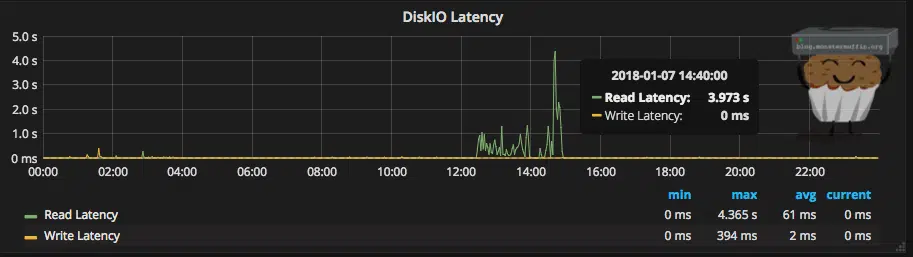 DiskIO Latency
5.0 s
4.0 s
3.0 s
2.0 s
1.0 s
0 ms
00:00 02:00 04:00 06:00 08:00 10:00 12:00 14:00 16:00 18:00 20:00 22:00
blog.monstermuffin.org
2018-01-07 14:40:00
Read Latency: 3.973 s
Write Latency: 0 ms
min max avg current
Read Latency 0 ms 4.365 s 61 ms 0 ms
Write Latency 0 ms 394 ms 2 ms 0 ms